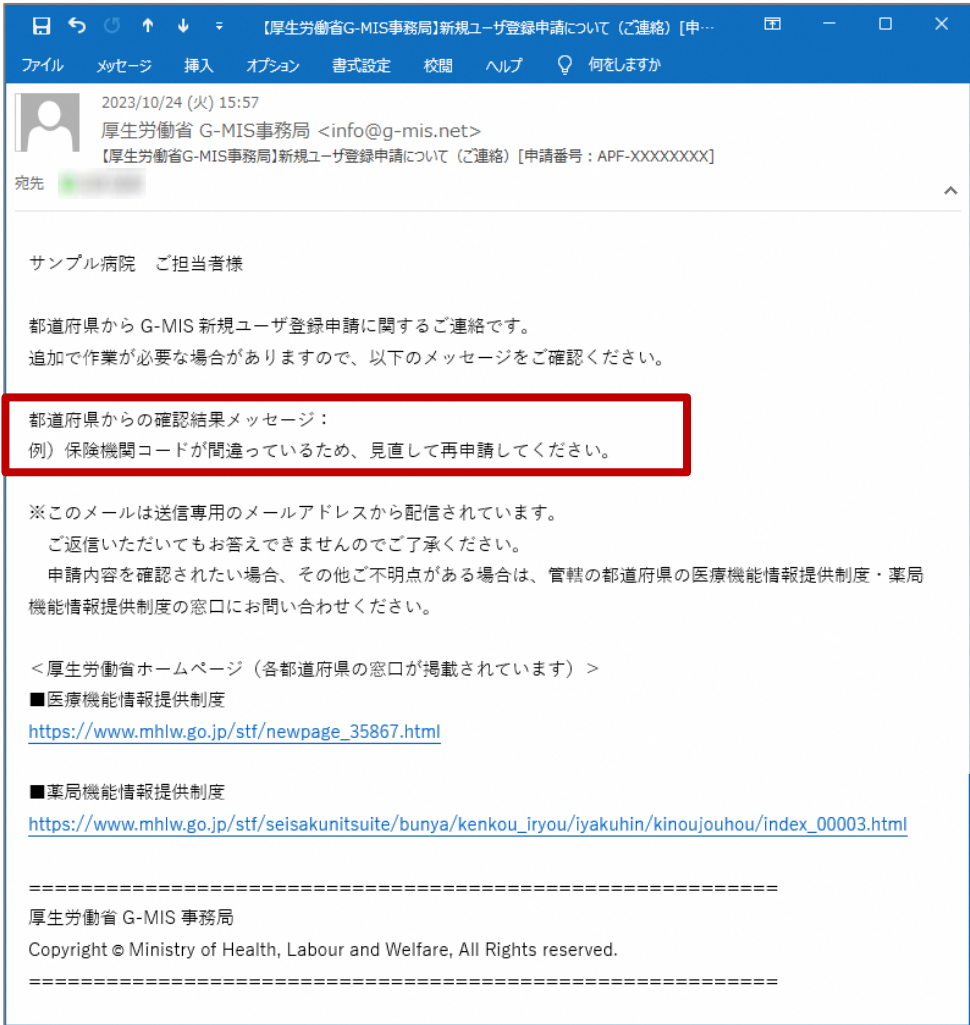 【厚生労働省G-MIS事務局】新規ユーザ登録申請について（ご連絡）[申…
ファイル メッセージ 挿入 オプション 書式設定 校閲 ヘルプ 何をしますか
2023/10/24 (火) 15:57
厚生労働省 G-MIS事務局 <info@g-mis.net>
【厚生労働省G-MIS事務局】新規ユーザ登録申請について（ご連絡）[申請番号：APF-XXXXXXXX]
宛先
サンプル病院　ご担当者様
都道府県から G-MIS 新規ユーザ登録申請に関するご連絡です。
追加で作業が必要な場合がありますので、以下のメッセージをご確認ください。
都道府県からの確認結果メッセージ：
例）保険機関コードが間違っているため、見直して再申請してください。
※このメールは送信専用のメールアドレスから配信されています。
ご返信いただいてもお答えできませんのでご了承ください。
申請内容を確認されたい場合、その他ご不明点がある場合は、管轄の都道府県の医療機能情報提供制度・薬局
機能情報提供制度の窓口にお問い合わせください。
＜厚生労働省ホームページ（各都道府県の窓口が掲載されています）＞
■医療機能情報提供制度
https://www.mhlw.go.jp/stf/newpage_35867.html
■薬局機能情報提供制度
https://www.mhlw.go.jp/stf/seisakunitsuite/bunya/kenkou_iryou/iyakuhin/kinoujouhou/index_00003.html
==========================================================
厚生労働省 G-MIS 事務局
Copyright © Ministry of Health, Labour and Welfare, All Rights reserved.
==========================================================